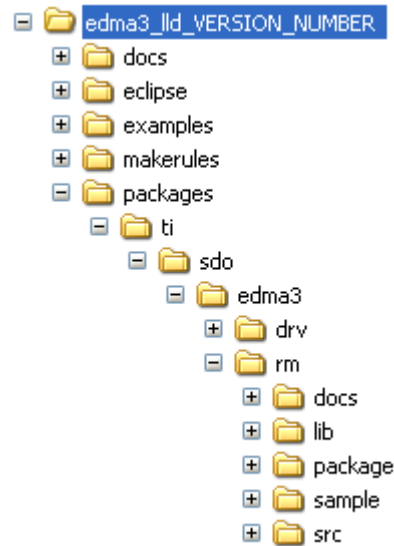 edma3_lld_VERSION_NUMBER
docs
eclipse
examples
makerules
packages
ti
sdo
edma3
drv
rm
docs
lib
package
sample
src